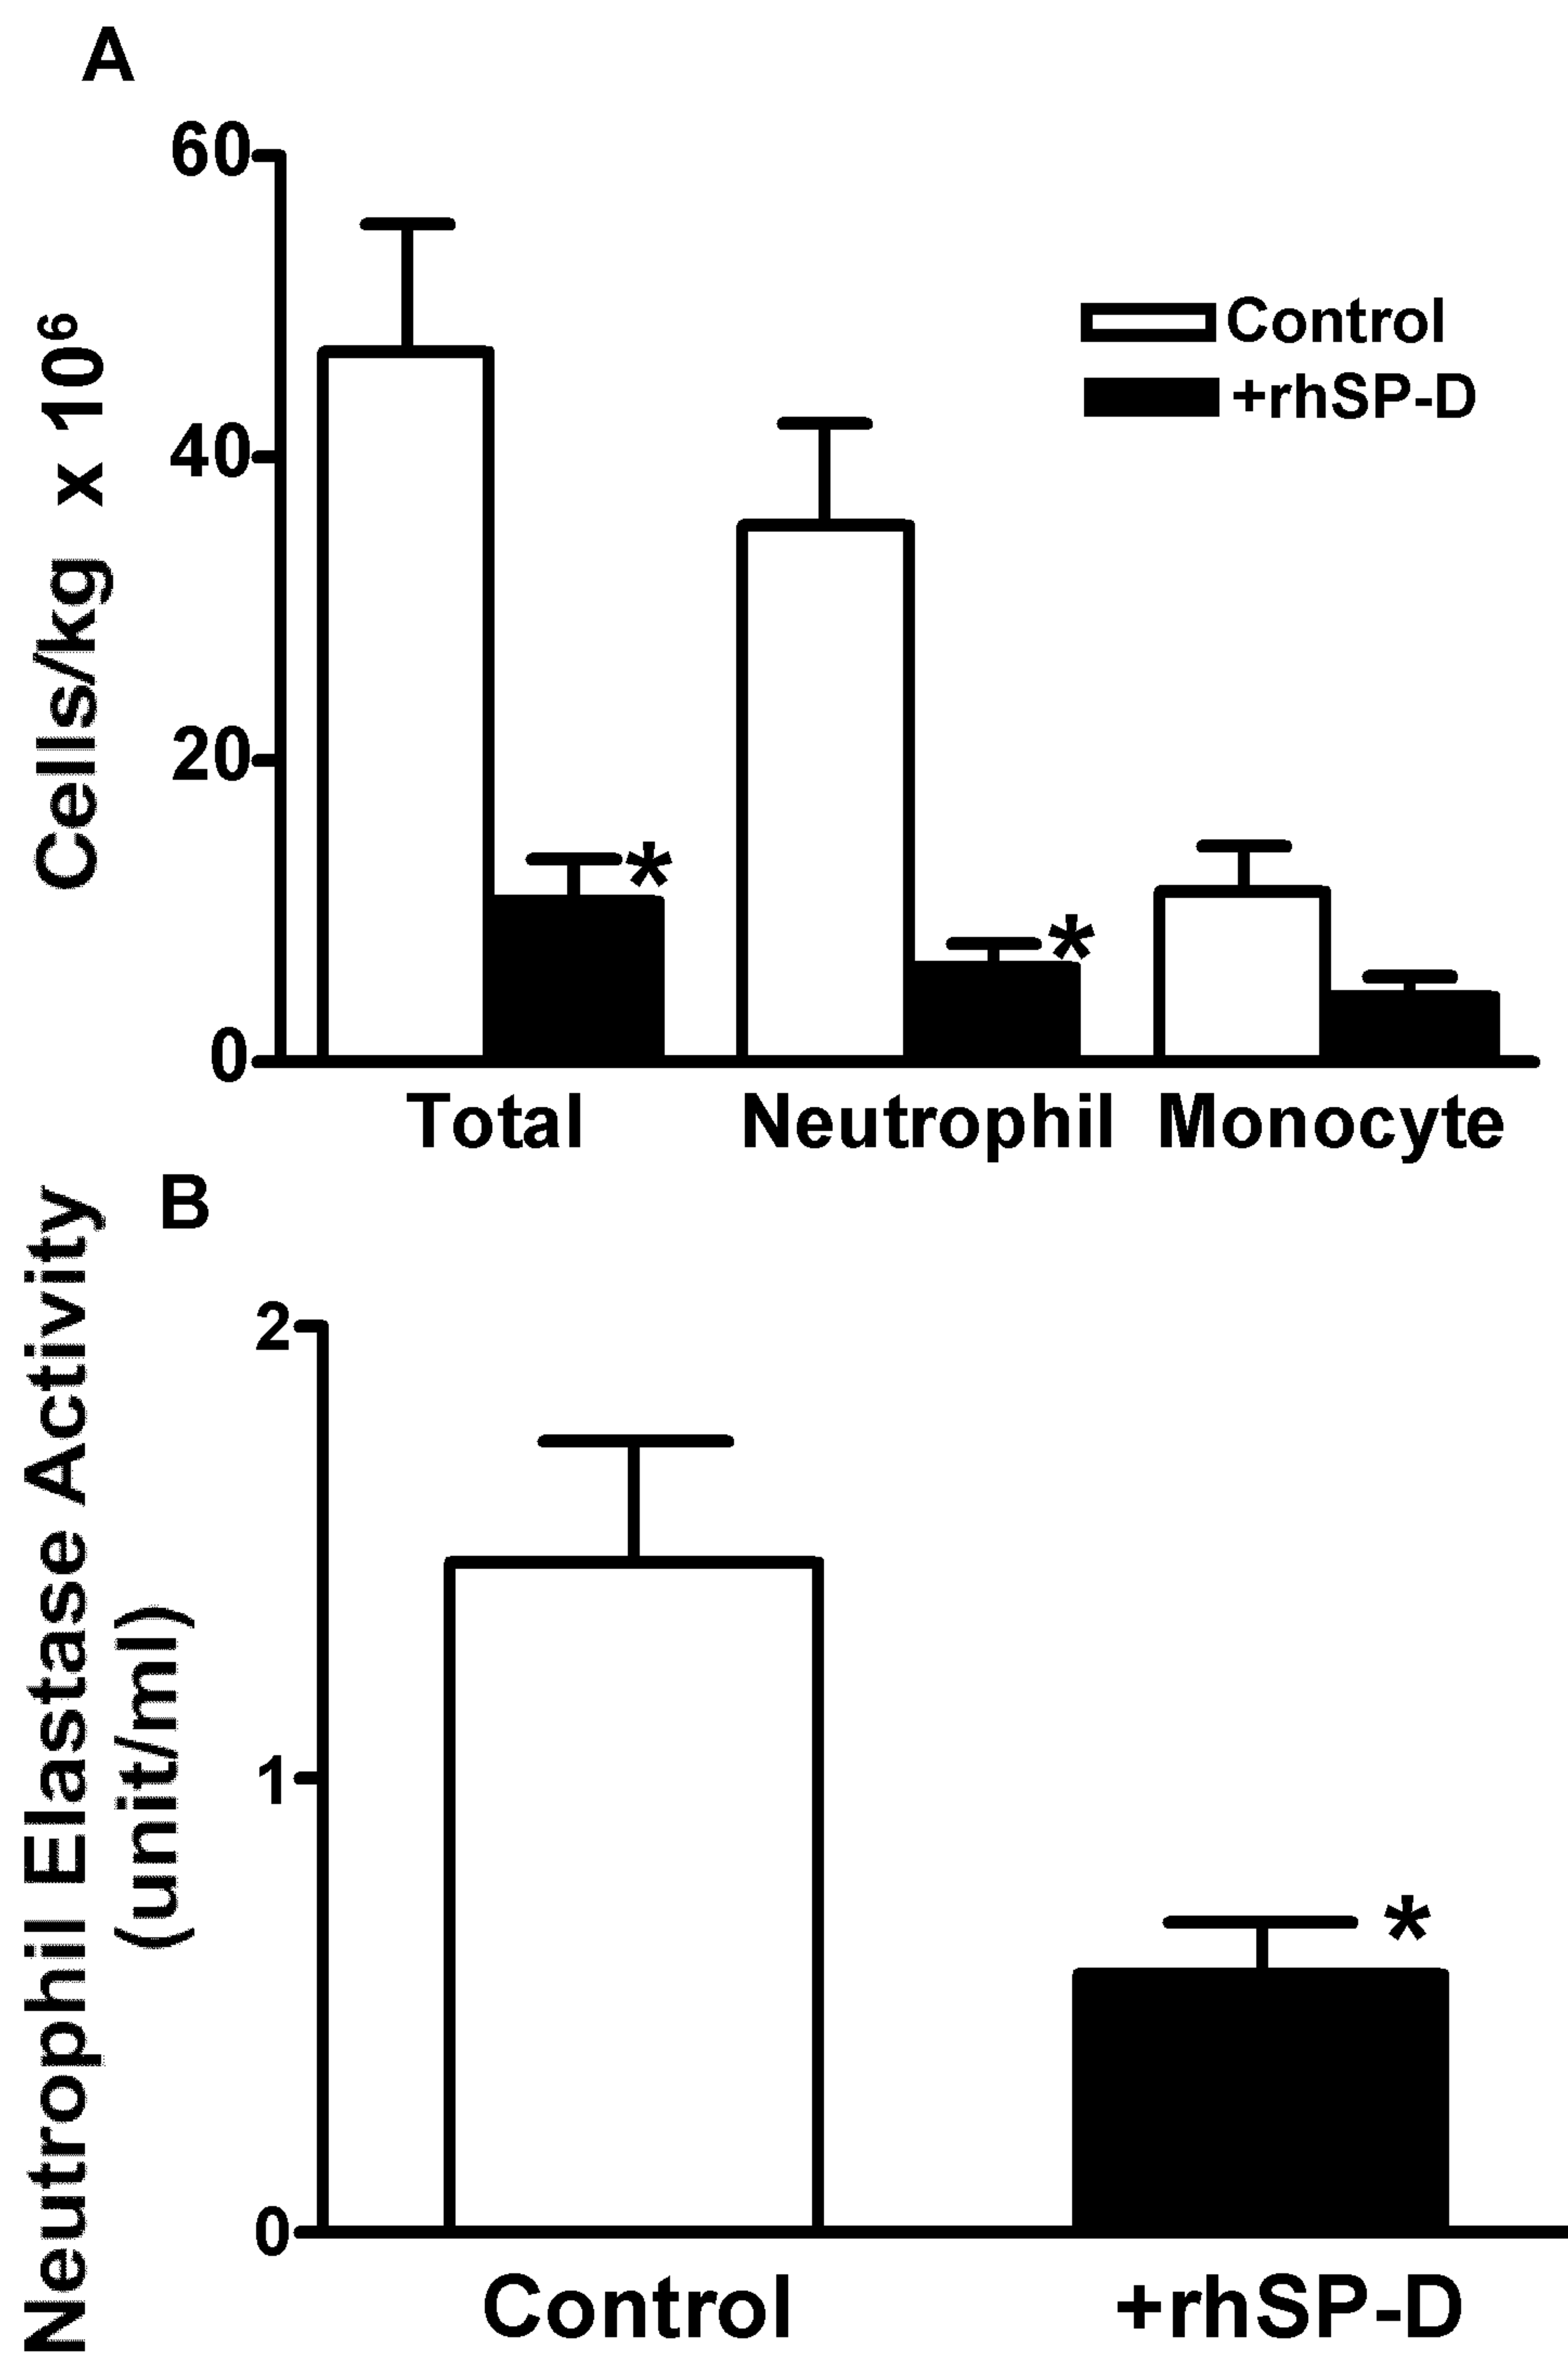 A
60
40
20
0
Cells/kg x 10⁶
Control
+rhSP-D
*
*
Total Neutrophil Monocyte
B
2
1
0
Neutrophil Elastase Activity
(unit/ml)
*
Control +rhSP-D